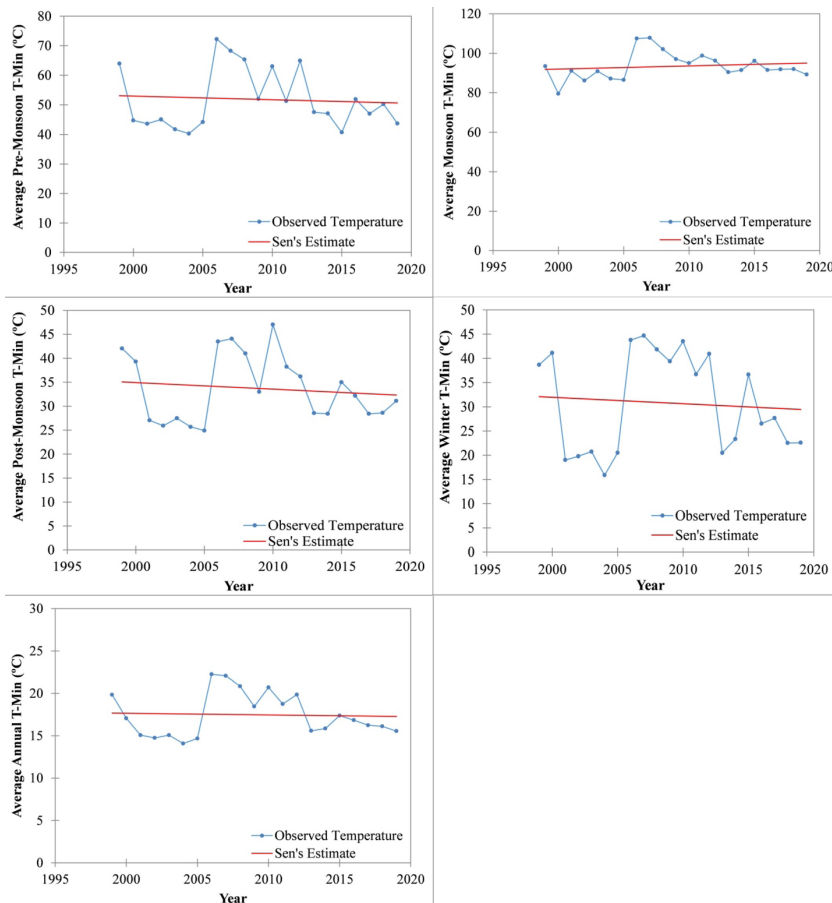 Average Pre-Monsoon T-Min (ºC)
80
70
60
50
40
30
20
10
0
Observed Temperature
Sen's Estimate
1995 2000 2005 2010 2015 2020
Year
Average Monsoon T-Min (ºC)
120
100
80
60
40
20
0
Observed Temperature
Sen's Estimate
1995 2000 2005 2010 2015 2020
Year
Average Post-Monsoon T-Min (ºC)
50
45
40
35
30
25
20
15
10
5
0
Observed Temperature
Sen's Estimate
1995 2000 2005 2010 2015 2020
Year
Average Winter T-Min (ºC)
50
45
40
35
30
25
20
15
10
5
0
Observed Temperature
Sen's Estimate
1995 2000 2005 2010 2015 2020
Year
Average Annual T-Min (ºC)
30
25
20
15
10
5
0
Observed Temperature
Sen's Estimate
1995 2000 2005 2010 2015 2020
Year